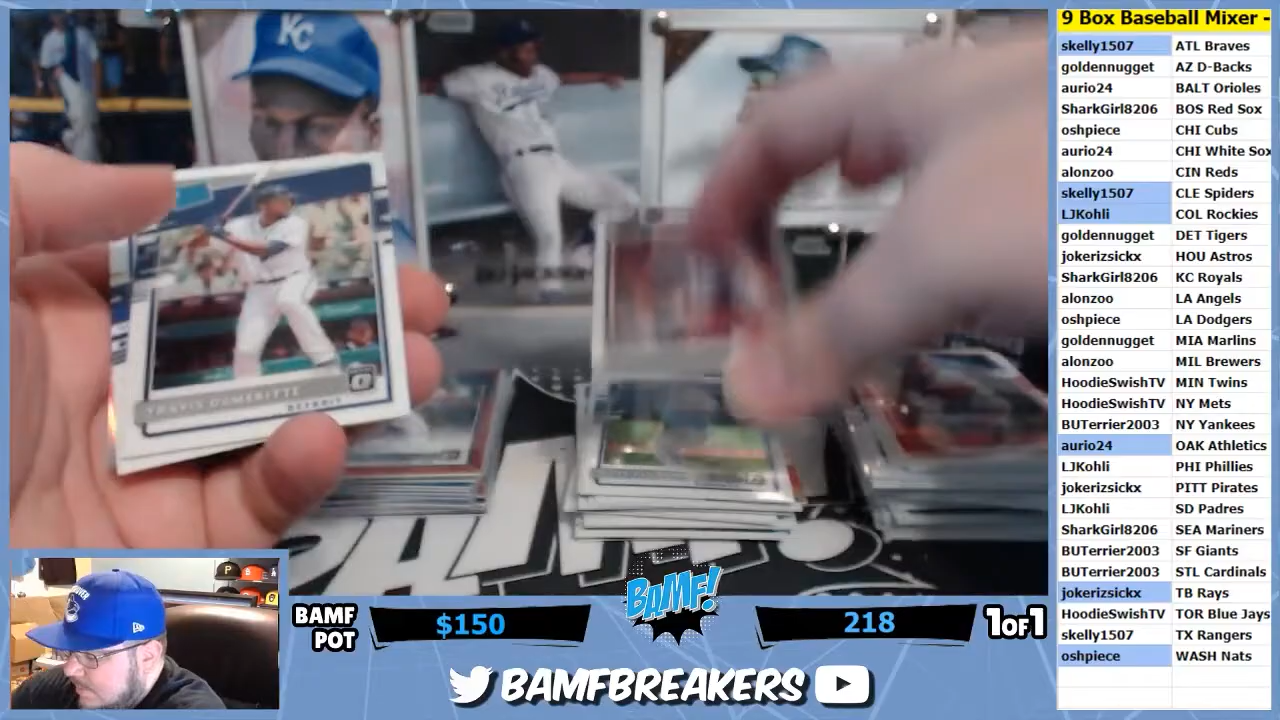 9 Box Baseball Mixer -
skelly1507 ATL Braves
goldennugget AZ D-Backs
aurio24 BALT Orioles
SharkGirl8206 BOS Red Sox
oshpiece CHI Cubs
aurio24 CHI White Sox
alonzoo CIN Reds
skelly1507 CLE Spiders
LJKohli COL Rockies
goldennugget DET Tigers
jokerizsickx HOU Astros
SharkGirl8206 KC Royals
alonzoo LA Angels
oshpiece LA Dodgers
goldennugget MIA Marlins
alonzoo MIL Brewers
HoodieSwishTV MIN Twins
HoodieSwishTV NY Mets
BUTerrier2003 NY Yankees
aurio24 OAK Athletics
LJKohli PHI Phillies
jokerizsickx PITT Pirates
LJKohli SD Padres
SharkGirl8206 SEA Mariners
BUTerrier2003 SF Giants
BUTerrier2003 STL Cardinals
jokerizsickx TB Rays
HoodieSwishTV TOR Blue Jays
skelly1507 TX Rangers
oshpiece WASH Nats
KC
TRAVIS DEMERITTE
DETROIT
P
BAMF POT
$150
BAMF!
218
1OF1
BAMFBREAKERS